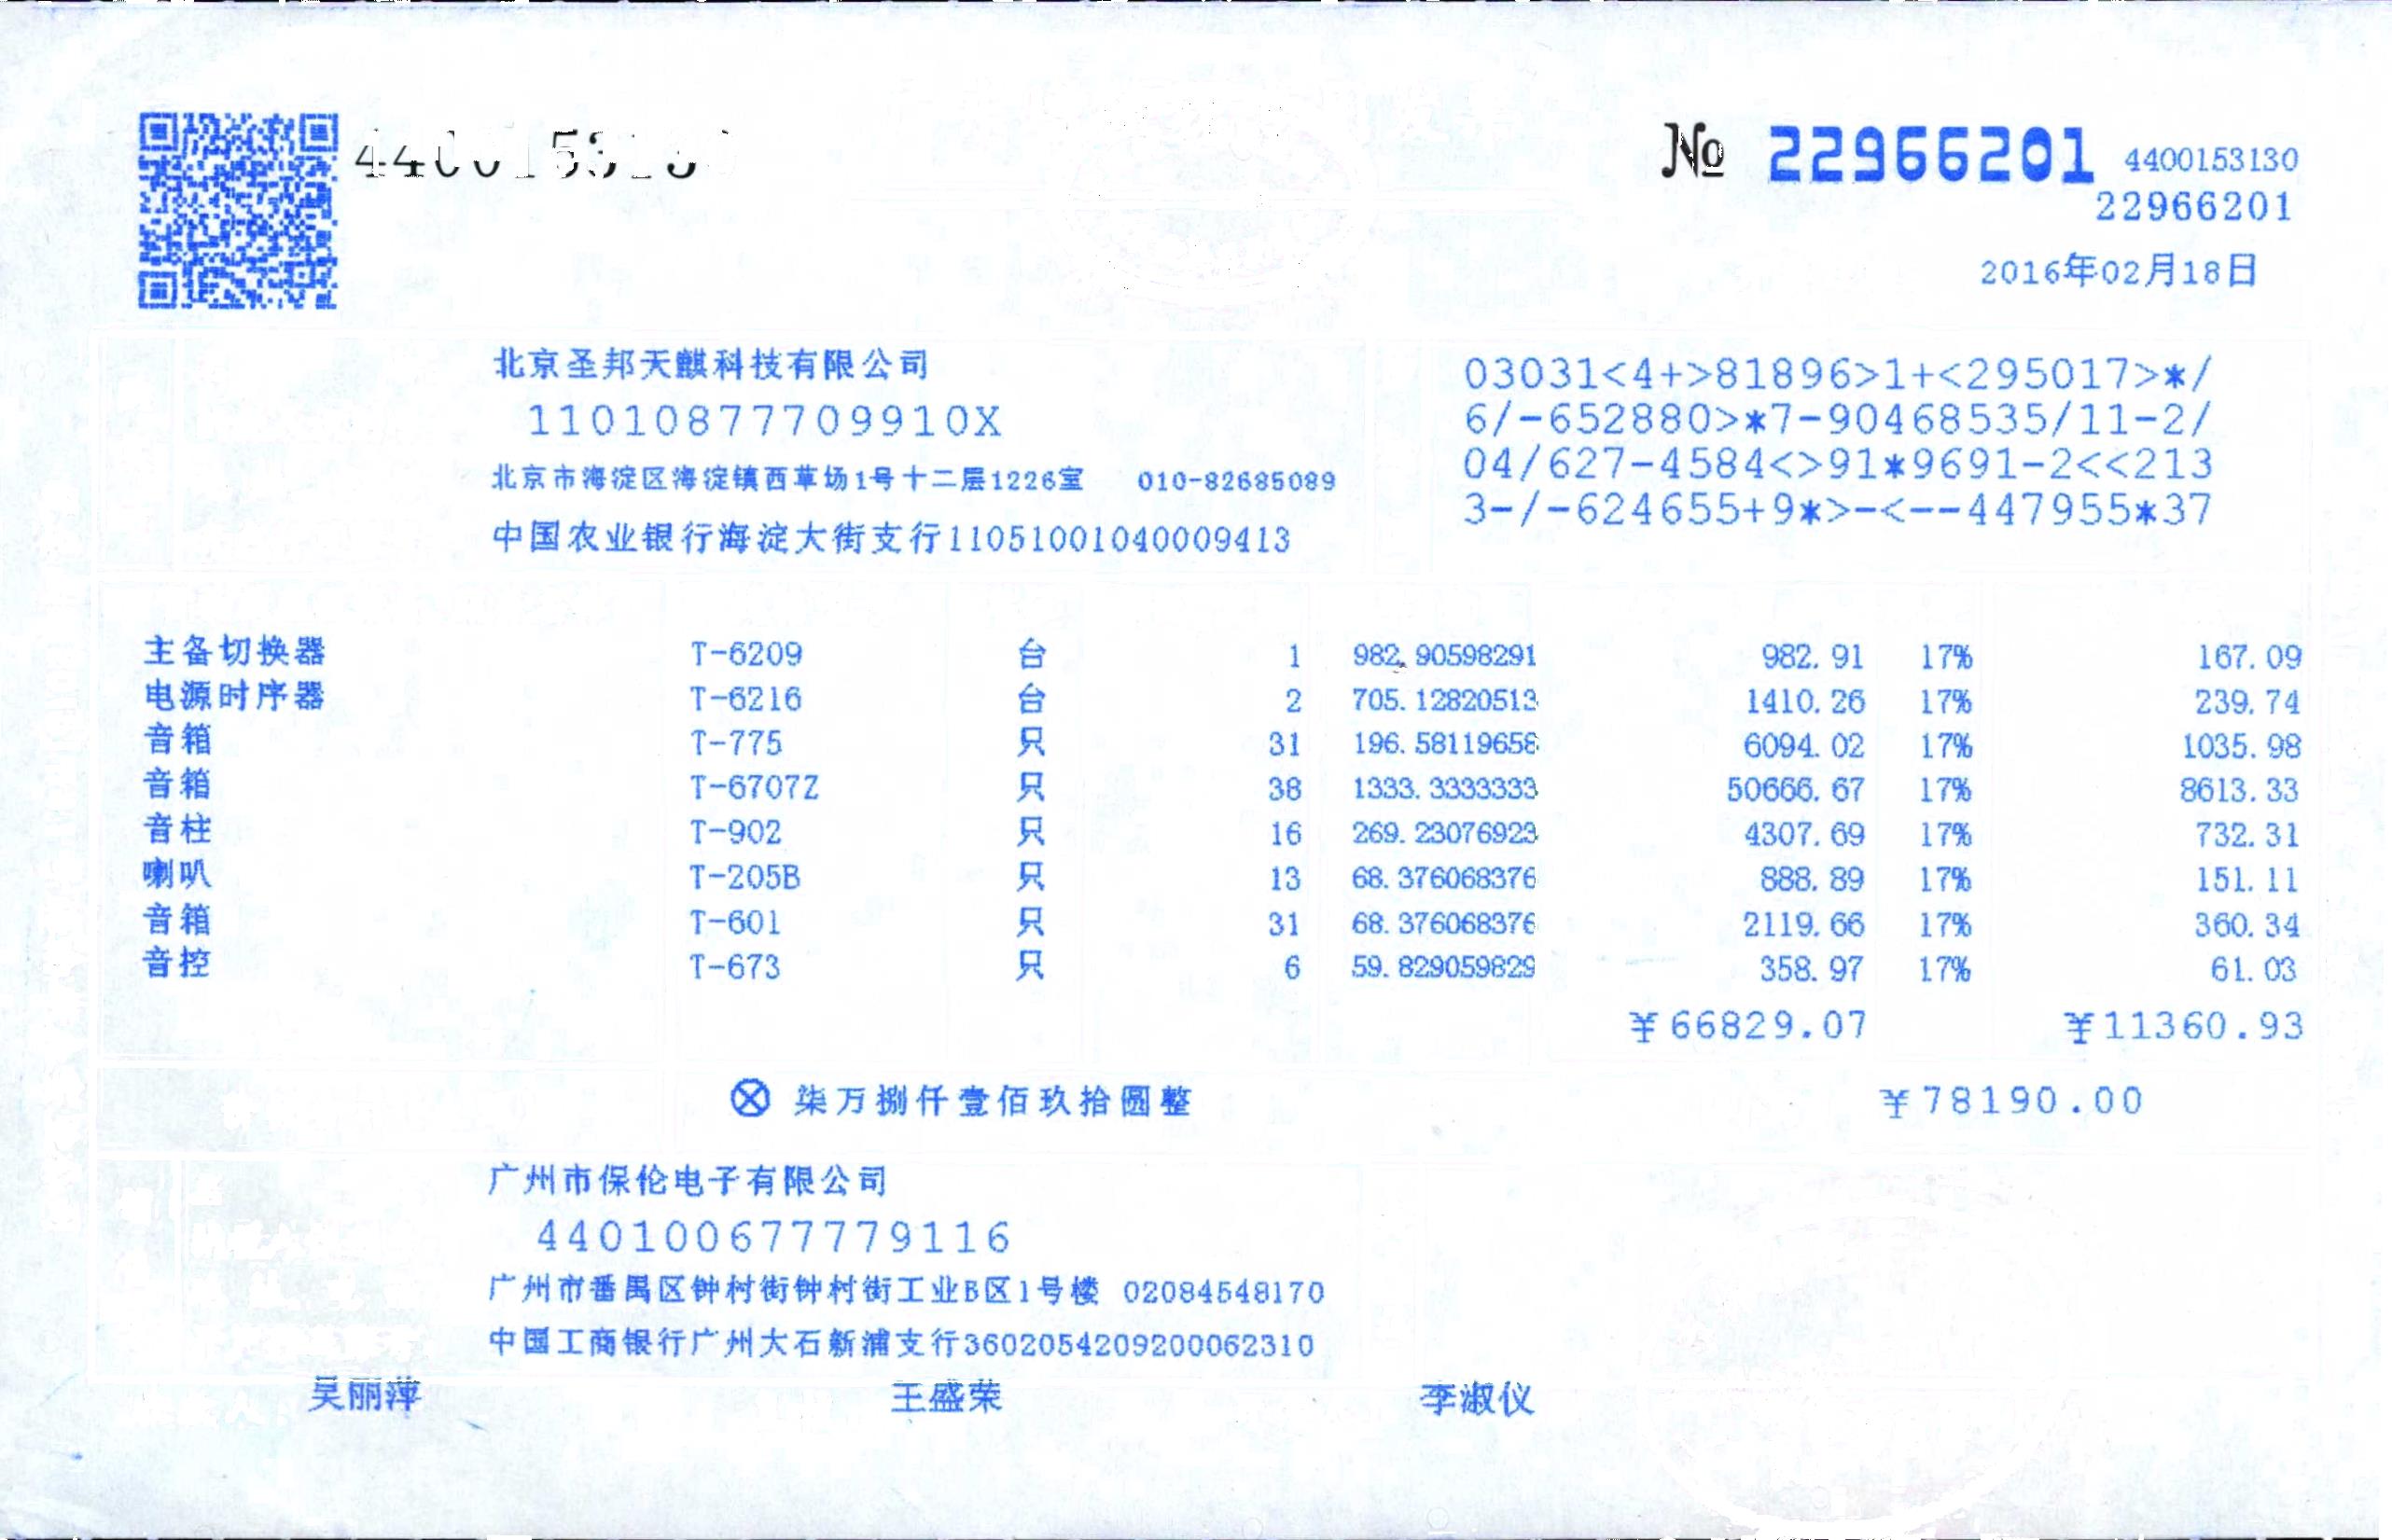 № 22966201 4400153130
22966201
2016年02月18日
北京圣邦天麒科技有限公司
11010877709910X
北京市海淀区海淀镇西草场1号十二层1226室 010-82685089
中国农业银行海淀大街支行11051001040009413
03031<4+>81896>1+<295017>*/
6/-652880>*7-90468535/11-2/
04/627-4584<>91*9691-2<<213
3-/-624655+9*>-<--447955*37
主备切换器 T-6209 台 1 982.90598291 982.91 17% 167.09
电源时序器 T-6216 台 2 705.12820513 1410.26 17% 239.74
音箱 T-775 只 31 196.58119658 6094.02 17% 1035.98
音箱 T-6707Z 只 38 1333.3333333 50666.67 17% 8613.33
音柱 T-902 只 16 269.23076923 4307.69 17% 732.31
喇叭 T-205B 只 13 68.376068376 888.89 17% 151.11
音箱 T-601 只 31 68.376068376 2119.66 17% 360.34
音控 T-673 只 6 59.829059829 358.97 17% 61.03
¥66829.07 ¥11360.93
ⓧ 柒万捌仟壹佰玖拾圆整 ¥78190.00
广州市保伦电子有限公司
440100677779116
广州市番禺区钟村街钟村街工业B区1号楼 02084548170
中国工商银行广州大石新浦支行3602054209200062310
吴丽萍 王盛荣 李淑仪